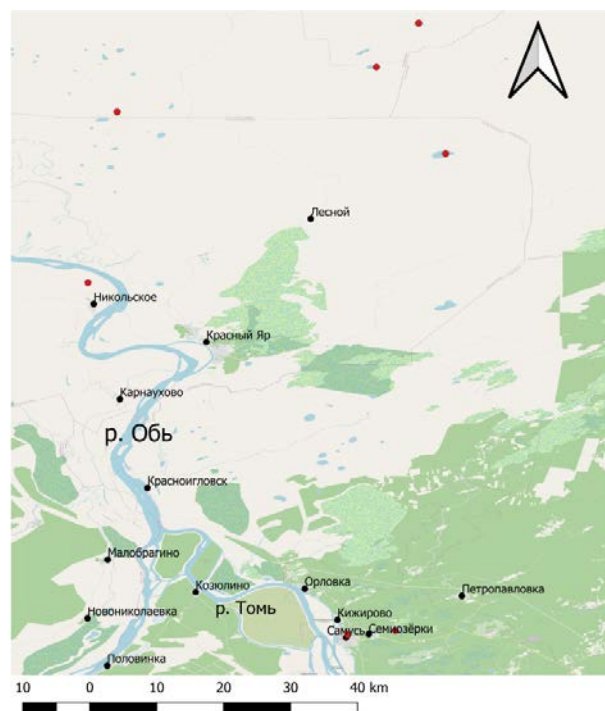 Лесной
Никольское
Красный Яр
Карнаухово
р. Обь
Красноигловск
Малобрагино
Орловка
Козюлино
Петропавловка
р. Томь
Новониколаевка
Кижирово
Самусь
Семиозёрки
Половинка
10 0 10 20 30 40 km